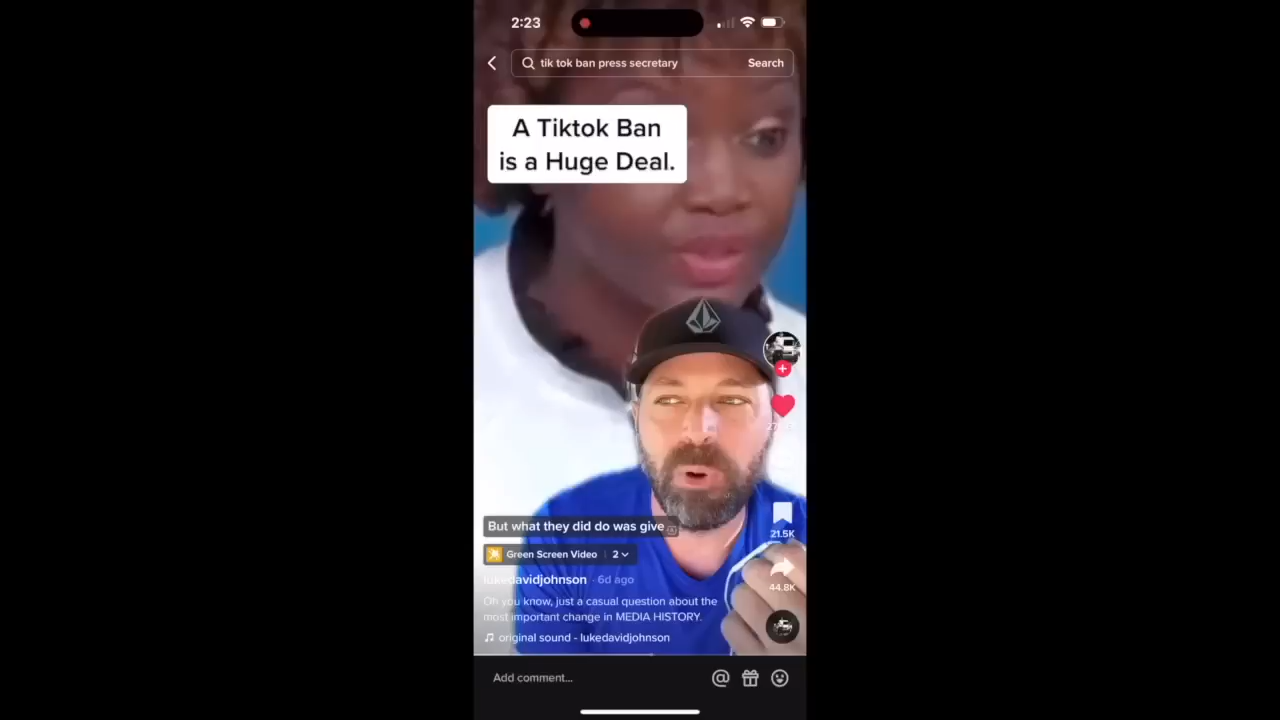 2:23
tik tok ban press secretary
Search
A Tiktok Ban
is a Huge Deal.
But what they did do was give
21.5K
Green Screen Video | 2
lukedavidjohnson · 6d ago
44.8K
Oh you know, just a casual question about the
most important change in MEDIA HISTORY.
original sound - lukedavidjohnson
Add comment...